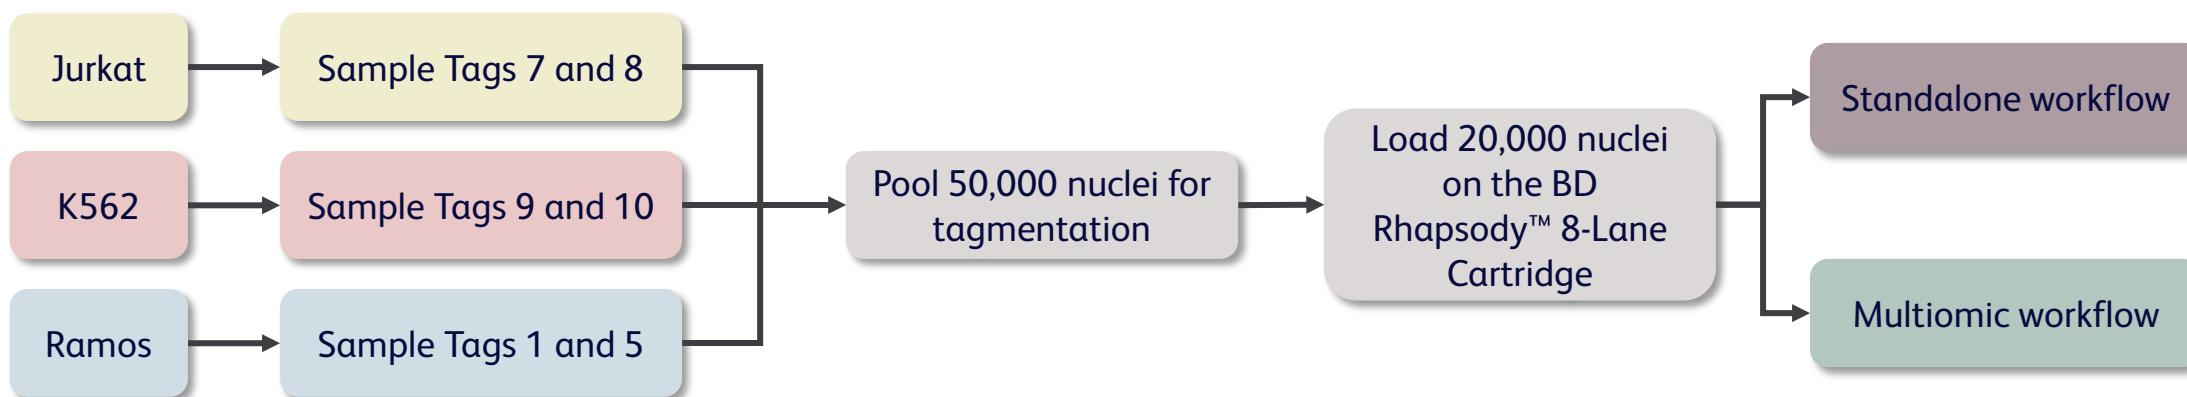 Jurkat
Sample Tags 7 and 8
K562
Sample Tags 9 and 10
Ramos
Sample Tags 1 and 5
Pool 50,000 nuclei for
tagmentation
Load 20,000 nuclei
on the BD
Rhapsody™ 8-Lane
Cartridge
Standalone workflow
Multiomic workflow